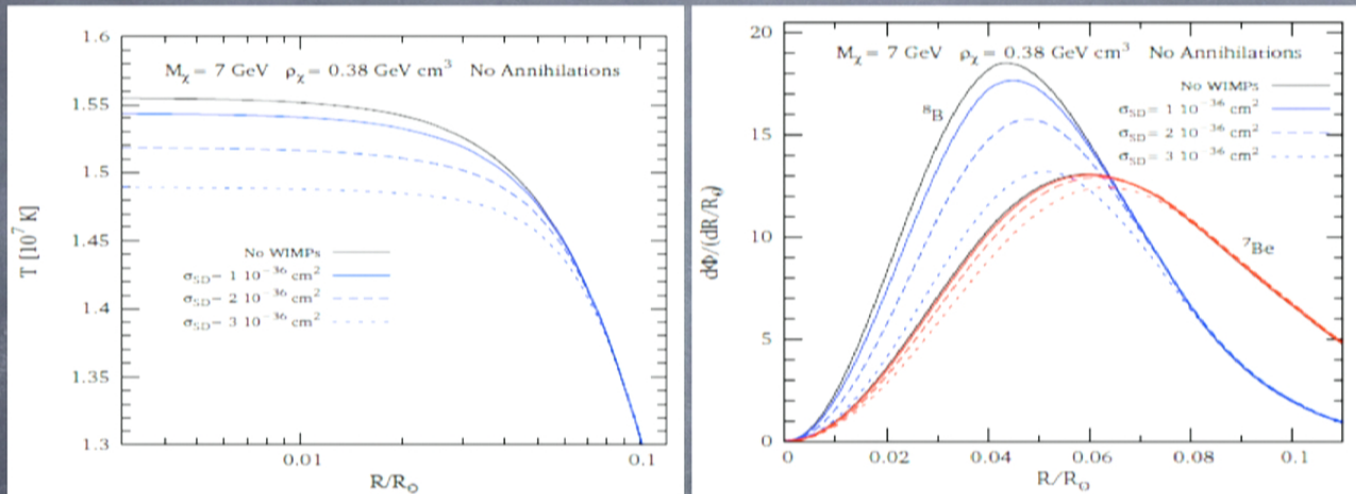 1.6
1.55
1.5
1.45
1.4
1.35
1.3
T [10⁷ K]
Mχ = 7 GeV ρχ = 0.38 GeV cm³ No Annihilations
No WIMPs
σSD= 1 10⁻³⁶ cm²
σSD= 2 10⁻³⁶ cm²
σSD= 3 10⁻³⁶ cm²
0.01 0.1
R/R⊙
20
15
10
5
0
dΦ/(dR/R⊙)
Mχ = 7 GeV ρχ = 0.38 GeV cm³ No Annihilations
No WIMPs
σSD= 1 10⁻³⁶ cm²
σSD= 2 10⁻³⁶ cm²
σSD= 3 10⁻³⁶ cm²
⁸B
⁷Be
0 0.02 0.04 0.06 0.08 0.1
R/R⊙